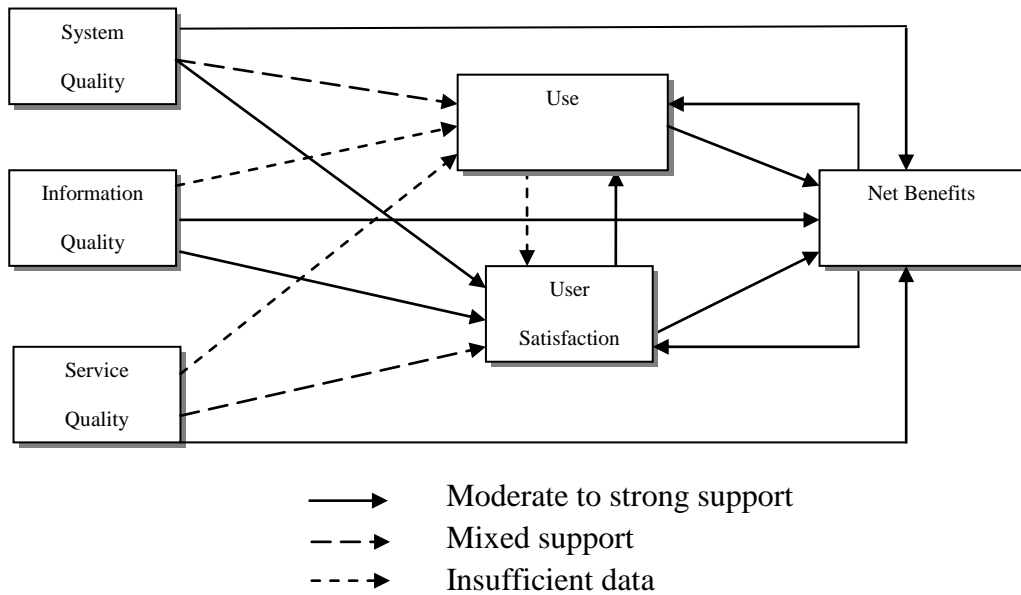 System
Quality
Use
Information
Quality
Net Benefits
User
Satisfaction
Service
Quality
Moderate to strong support
Mixed support
Insufficient data